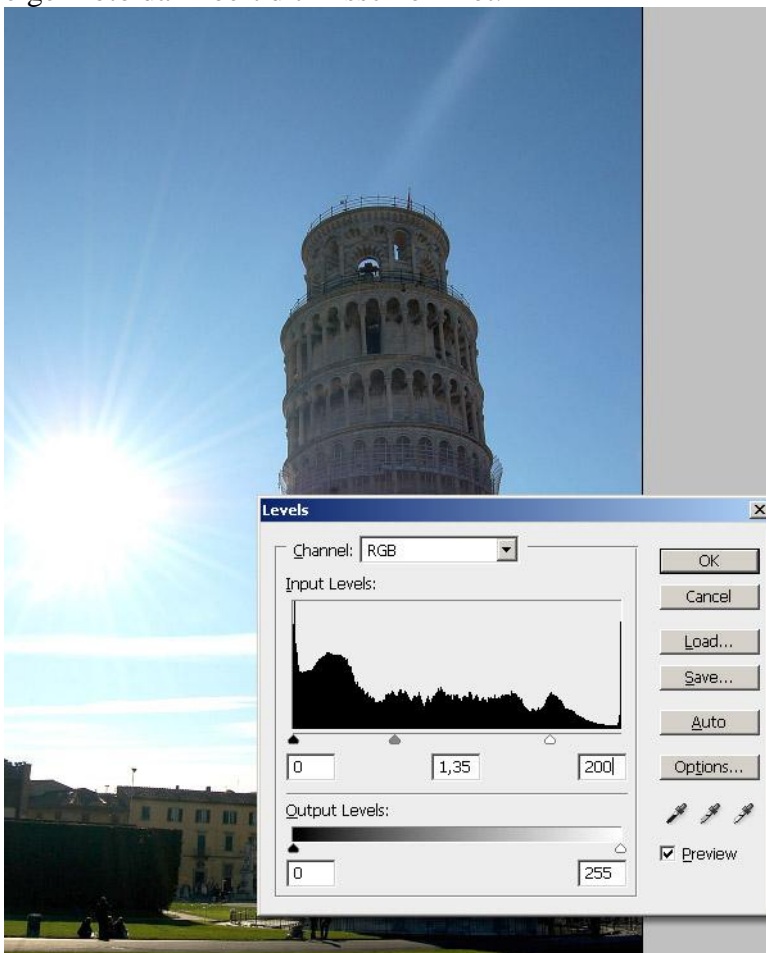 Levels
Channel: RGB
Input Levels:
0 1,35 200
Output Levels:
0 255
OK
Cancel
Load...
Save...
Auto
Options...
Preview